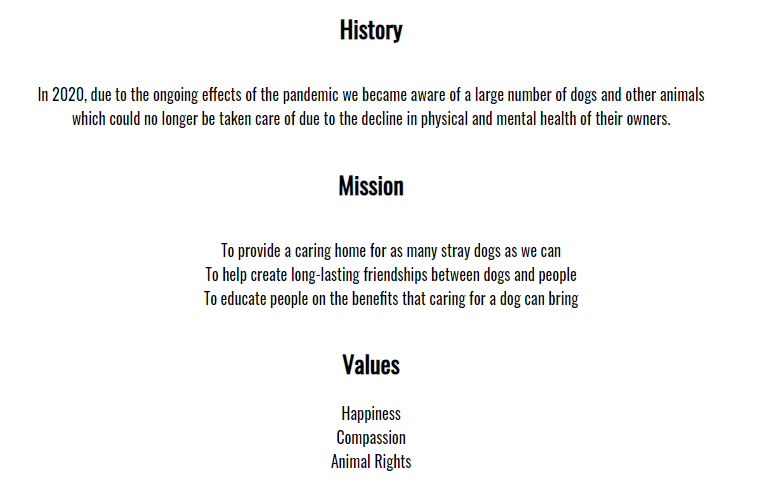 History
In 2020, due to the ongoing effects of the pandemic we became aware of a large number of dogs and other animals
which could no longer be taken care of due to the decline in physical and mental health of their owners.
Mission
To provide a caring home for as many stray dogs as we can
To help create long-lasting friendships between dogs and people
To educate people on the benefits that caring for a dog can bring
Values
Happiness
Compassion
Animal Rights